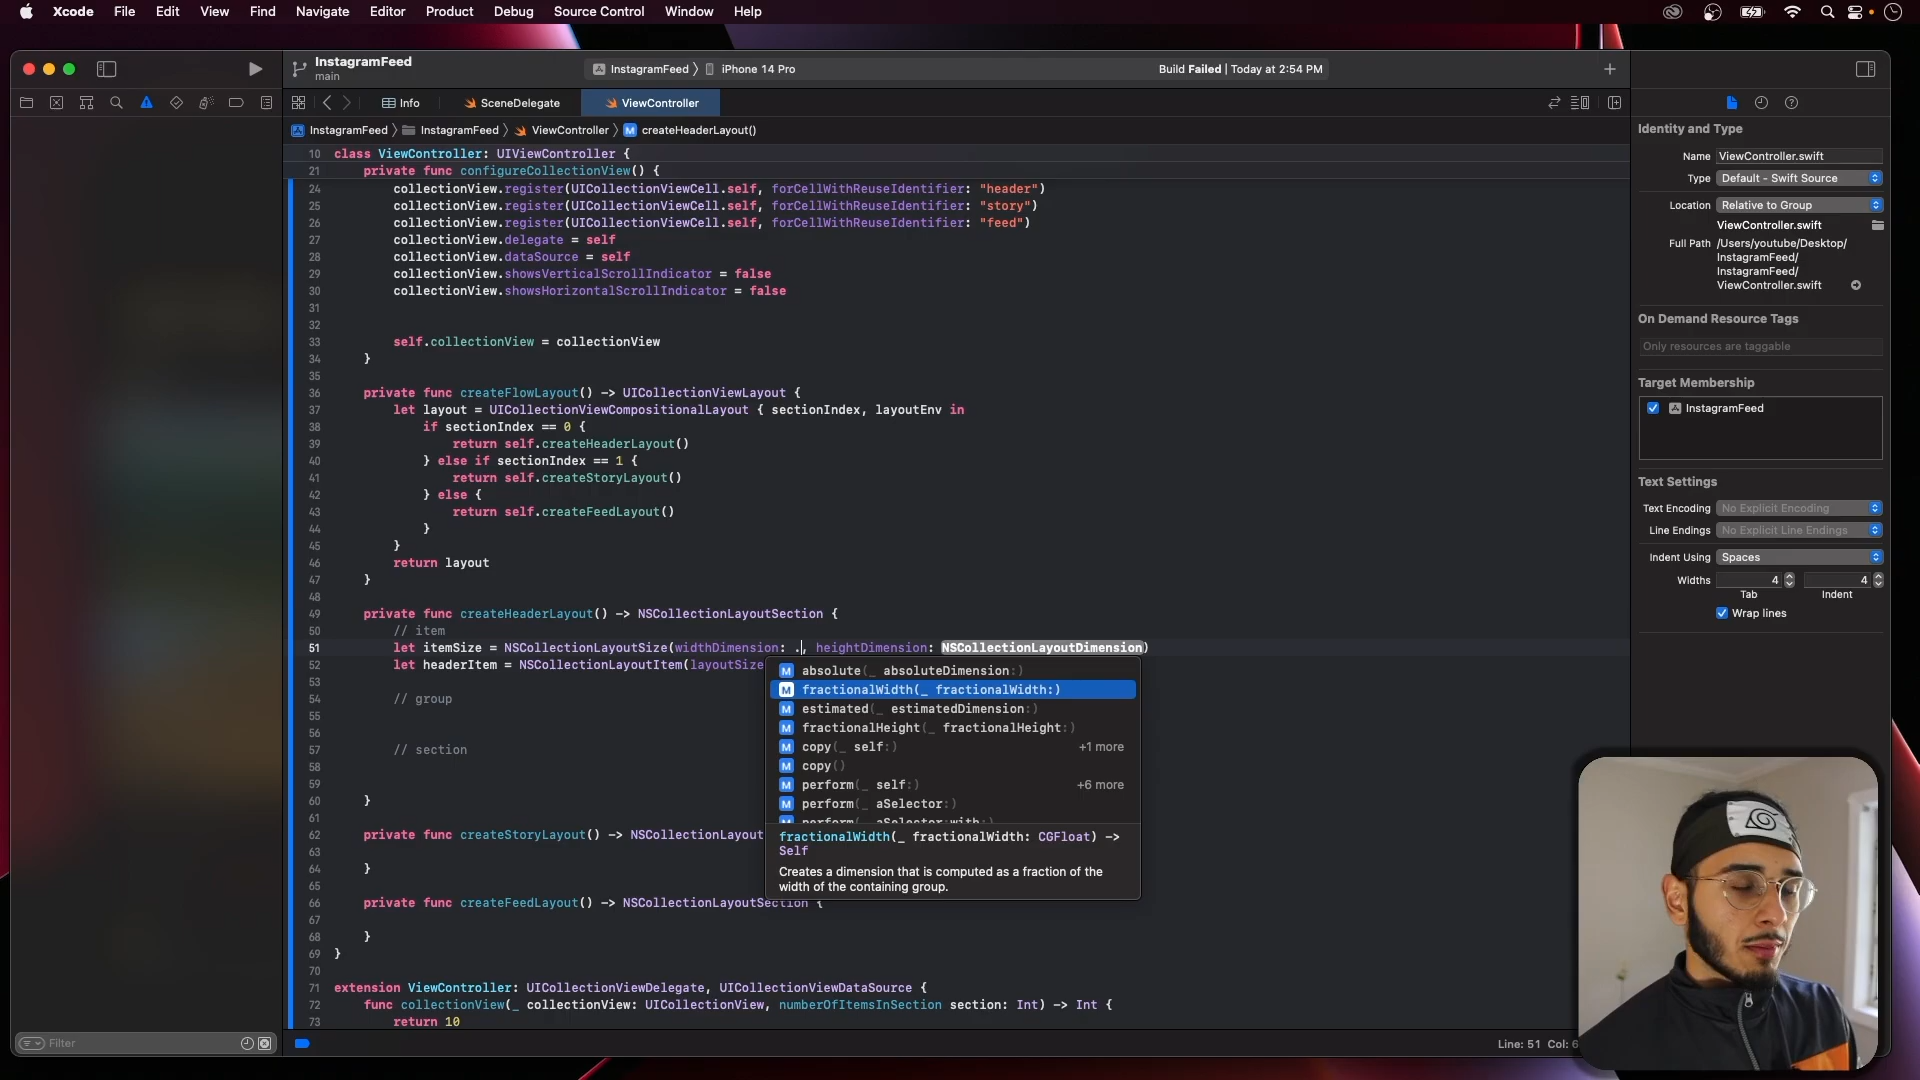 Xcode File Edit View Find Navigate Editor Product Debug Source Control Window Help
InstagramFeed
main
InstagramFeed iPhone 14 Pro
Build Failed | Today at 2:54 PM
Info SceneDelegate ViewController
InstagramFeed InstagramFeed ViewController M createHeaderLayout()
10 class ViewController: UIViewController {
21 private func configureCollectionView() {
24 collectionView.register(UICollectionViewCell.self, forCellWithReuseIdentifier: "header")
25 collectionView.register(UICollectionViewCell.self, forCellWithReuseIdentifier: "story")
26 collectionView.register(UICollectionViewCell.self, forCellWithReuseIdentifier: "feed")
27 collectionView.delegate = self
28 collectionView.dataSource = self
29 collectionView.showsVerticalScrollIndicator = false
30 collectionView.showsHorizontalScrollIndicator = false
31
32
33 self.collectionView = collectionView
34 }
35
36 private func createFlowLayout() -> UICollectionViewLayout {
37 let layout = UICollectionViewCompositionalLayout { sectionIndex, layoutEnv in
38 if sectionIndex == 0 {
39 return self.createHeaderLayout()
40 } else if sectionIndex == 1 {
41 return self.createStoryLayout()
42 } else {
43 return self.createFeedLayout()
44 }
45 }
46 return layout
47 }
48
49 private func createHeaderLayout() -> NSCollectionLayoutSection {
50 // item
51 let itemSize = NSCollectionLayoutSize(widthDimension: ., heightDimension: NSCollectionLayoutDimension)
52 let headerItem = NSCollectionLayoutItem(layoutSize
53
54 // group
55
56
57 // section
58
59
60 }
61
62 private func createStoryLayout() -> NSCollectionLayout
63
64 }
65
66 private func createFeedLayout() -> NSCollectionLayoutSection {
67
68 }
69 }
70
71 extension ViewController: UICollectionViewDelegate, UICollectionViewDataSource {
72 func collectionView(_ collectionView: UICollectionView, numberOfItemsInSection section: Int) -> Int {
73 return 10
M absolute(_ absoluteDimension:)
M fractionalWidth(_ fractionalWidth:)
M estimated(_ estimatedDimension:)
M fractionalHeight(_ fractionalHeight:)
M copy(_ self:) +1 more
M copy()
M perform(_ self:) +6 more
M perform(_ aSelector:)
M perform(_ aSelector:with:)
fractionalWidth(_ fractionalWidth: CGFloat) ->
Self
Creates a dimension that is computed as a fraction of the
width of the containing group.
Filter
Line: 51 Col: 6
Identity and Type
Name ViewController.swift
Type Default - Swift Source
Location Relative to Group
ViewController.swift
Full Path /Users/youtube/Desktop/
InstagramFeed/
InstagramFeed/
ViewController.swift
On Demand Resource Tags
Only resources are taggable
Target Membership
InstagramFeed
Text Settings
Text Encoding No Explicit Encoding
Line Endings No Explicit Line Endings
Indent Using Spaces
Widths 4 4
Tab Indent
Wrap lines